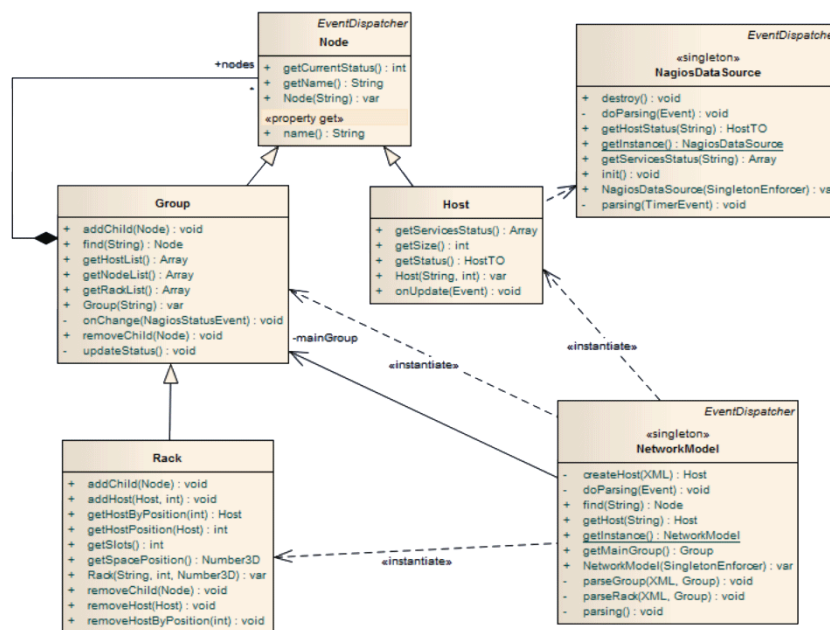 EventDispatcher
Node
+ getCurrentStatus() : int
+ getName() : String
+ Node(String) : var
«property get»
+ name() : String
+nodes
*
EventDispatcher
«singleton»
NagiosDataSource
+ destroy() : void
- doParsing(Event) : void
+ getHostStatus(String) : HostTO
+ getInstance() : NagiosDataSource
+ getServicesStatus(String) : Array
+ init() : void
+ NagiosDataSource(SingletonEnforcer) : va
- parsing(TimerEvent) : void
Group
+ addChild(Node) : void
+ find(String) : Node
+ getHostList() : Array
+ getNodeList() : Array
+ getRackList() : Array
+ Group(String) : var
- onChange(NagiosStatusEvent) : void
+ removeChild(Node) : void
- updateStatus() : void
Host
+ getServicesStatus() : Array
+ getSize() : int
+ getStatus() : HostTO
+ Host(String, int) : var
+ onUpdate(Event) : void
-mainGroup
«instantiate»
«instantiate»
EventDispatcher
«singleton»
NetworkModel
- createHost(XML) : Host
- doParsing(Event) : void
+ find(String) : Node
+ getHost(String) : Host
+ getInstance() : NetworkModel
+ getMainGroup() : Group
+ NetworkModel(SingletonEnforcer) : var
- parseGroup(XML, Group) : void
- parseRack(XML, Group) : void
- parsing() : void
Rack
+ addChild(Node) : void
+ addHost(Host, int) : void
+ getHostByPosition(int) : Host
+ getHostPosition(Host) : int
+ getSlots() : int
+ getSpacePosition() : Number3D
+ Rack(String, int, Number3D) : var
+ removeChild(Node) : void
+ removeHost(Host) : void
+ removeHostByPosition(int) : void
«instantiate»